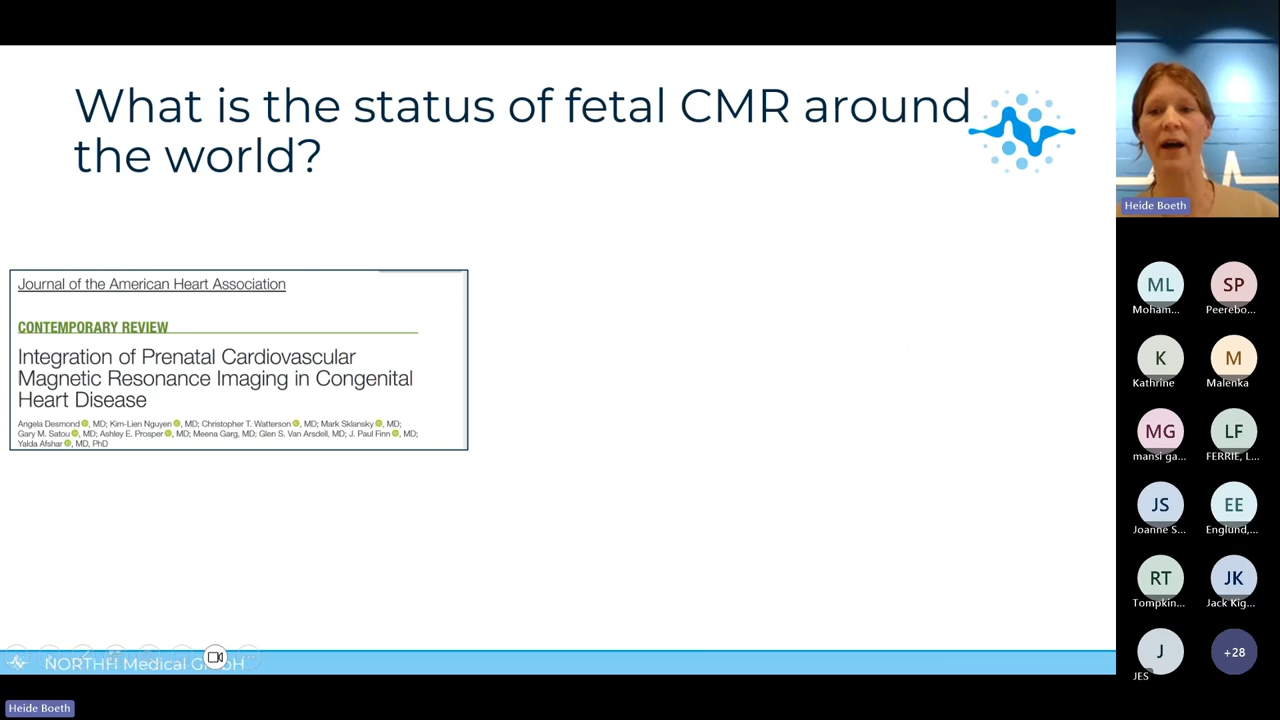 What is the status of fetal CMR around
the world?
Journal of the American Heart Association
CONTEMPORARY REVIEW
Integration of Prenatal Cardiovascular
Magnetic Resonance Imaging in Congenital
Heart Disease
Angela Desmond, MD; Kim-Lien Nguyen, MD; Christopher T. Watterson, MD; Mark Sklansky, MD;
Gary M. Satou, MD; Ashley E. Prosper, MD; Meena Garg, MD; Glen S. Van Arsdell, MD; J. Paul Finn, MD;
Yalda Afshar, MD, PhD
NORTHH Medical GmbH
Heide Boeth
Heide Boeth
ML
Moham...
SP
Peerebo...
K
Kathrine
M
Malenka
MG
mansi ga...
LF
FERRIE, L...
JS
Joanne S...
EE
Englund,...
RT
Tompkin...
JK
Jack Kig...
J
JES
+28